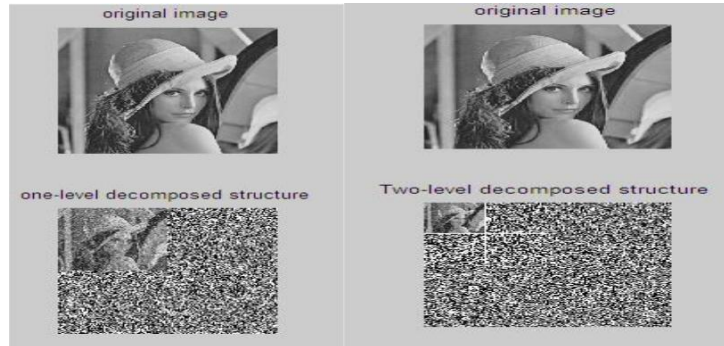 original image
original image
one-level decomposed structure
Two-level decomposed structure